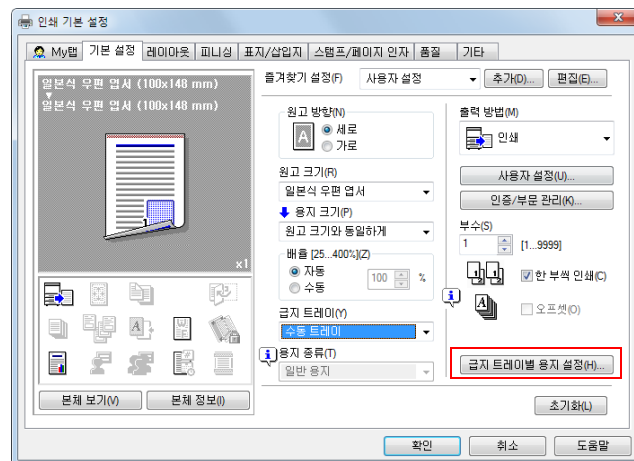 인쇄 기본 설정
My탭 기본 설정 레이아웃 피니싱 표지/삽입지 스탬프/페이지 인자 품질 기타
일본식 우편 엽서 (100x148 mm)
일본식 우편 엽서 (100x148 mm)
1
x1
본체 보기(V) 본체 정보(I)
즐겨찾기 설정(F) 사용자 설정 추가(D)... 편집(E)...
원고 방향(N)
A
세로
가로
원고 크기(R)
일본식 우편 엽서
용지 크기(P)
원고 크기와 동일하게
배율 [25...400%](Z)
자동
수동
100 %
급지 트레이(Y)
수동 트레이
용지 종류(T)
일반 용지
출력 방법(M)
인쇄
사용자 설정(U)...
인증/부문 관리(K)...
부수(S)
1 [1...9999]
한 부씩 인쇄(C)
오프셋(O)
급지 트레이별 용지 설정(H)...
초기화(L)
확인 취소 도움말